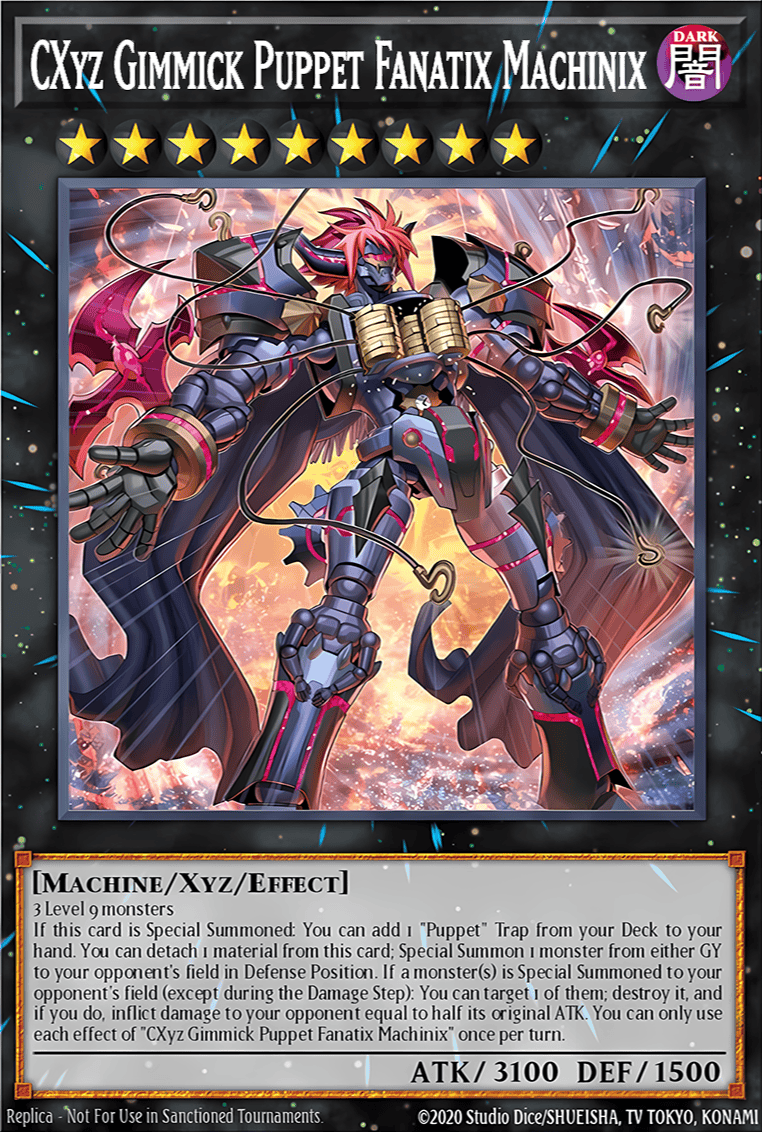 CXyz Gimmick Puppet Fanatix Machinix
DARK
闇
[Machine/Xyz/Effect]
3 Level 9 monsters
If this card is Special Summoned: You can add 1 "Puppet" Trap from your Deck to your
hand. You can detach 1 material from this card; Special Summon 1 monster from either GY
to your opponent's field in Defense Position. If a monster(s) is Special Summoned to your
opponent's field (except during the Damage Step): You can target 1 of them; destroy it, and
if you do, inflict damage to your opponent equal to half its original ATK. You can only use
each effect of "CXyz Gimmick Puppet Fanatix Machinix" once per turn.
ATK/ 3100 DEF/ 1500
Replica - Not For Use in Sanctioned Tournaments.
©2020 Studio Dice/SHUEISHA, TV TOKYO, KONAMI